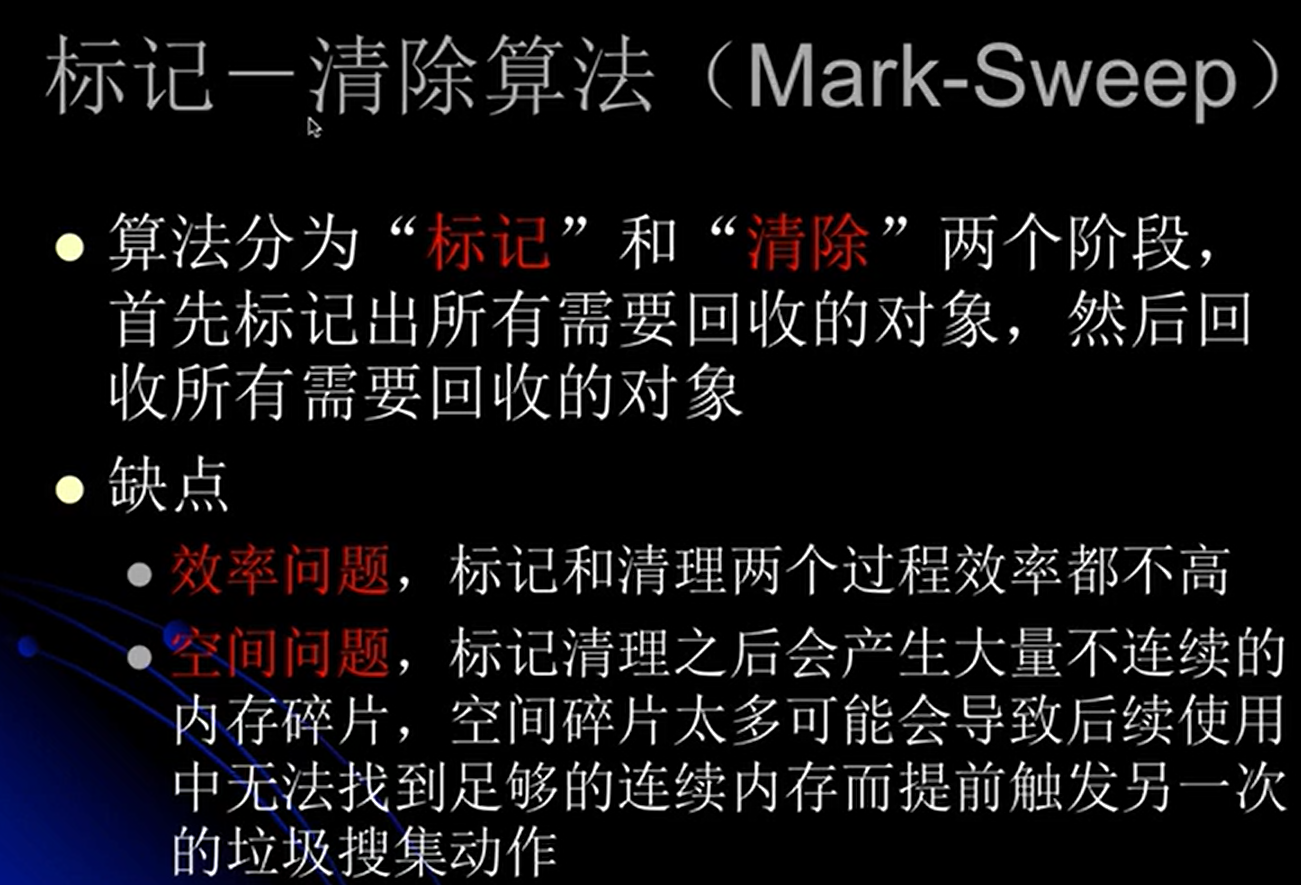 标记－清除算法（Mark-Sweep）
算法分为“标记”和“清除”两个阶段，
首先标记出所有需要回收的对象，然后回
收所有需要回收的对象
缺点
效率问题，标记和清理两个过程效率都不高
空间问题，标记清理之后会产生大量不连续的
内存碎片，空间碎片太多可能会导致后续使用
中无法找到足够的连续内存而提前触发另一次
的垃圾搜集动作